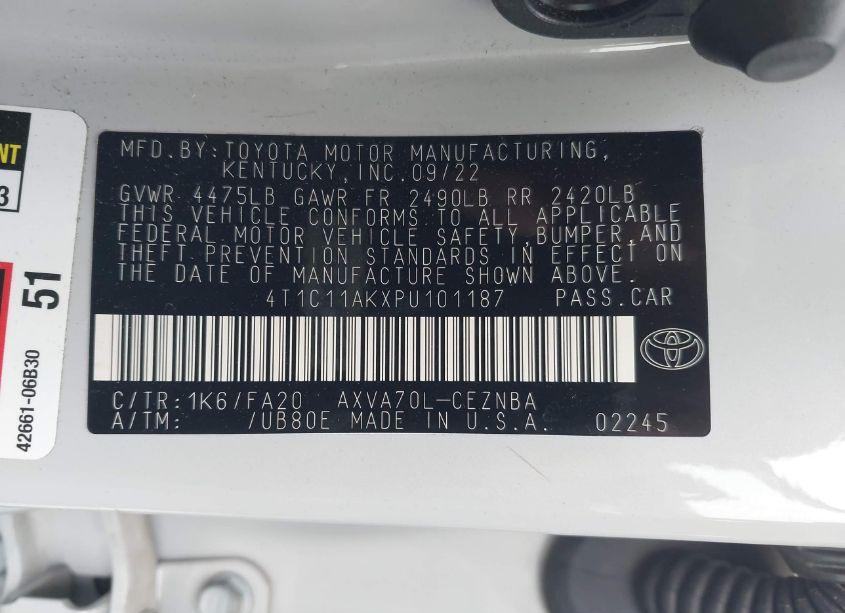 MFD.BY:TOYOTA MOTOR MANUFACTURING,
KENTUCKY,INC.09/22
GVWR 4475LB GAWR FR 2490LB RR 2420LB
THIS VEHICLE CONFORMS TO ALL APPLICABLE
FEDERAL MOTOR VEHICLE SAFETY,BUMPER,AND
THEFT PREVENTION STANDARDS IN EFFECT ON
THE DATE OF MANUFACTURE SHOWN ABOVE.
4T1C11AKXPU101187 PASS.CAR
C/TR:1K6/FA20 AXVA70L-CEZNBA
A/TM: /UB80E MADE IN U.S.A. 02245
51
42661-06B30
3